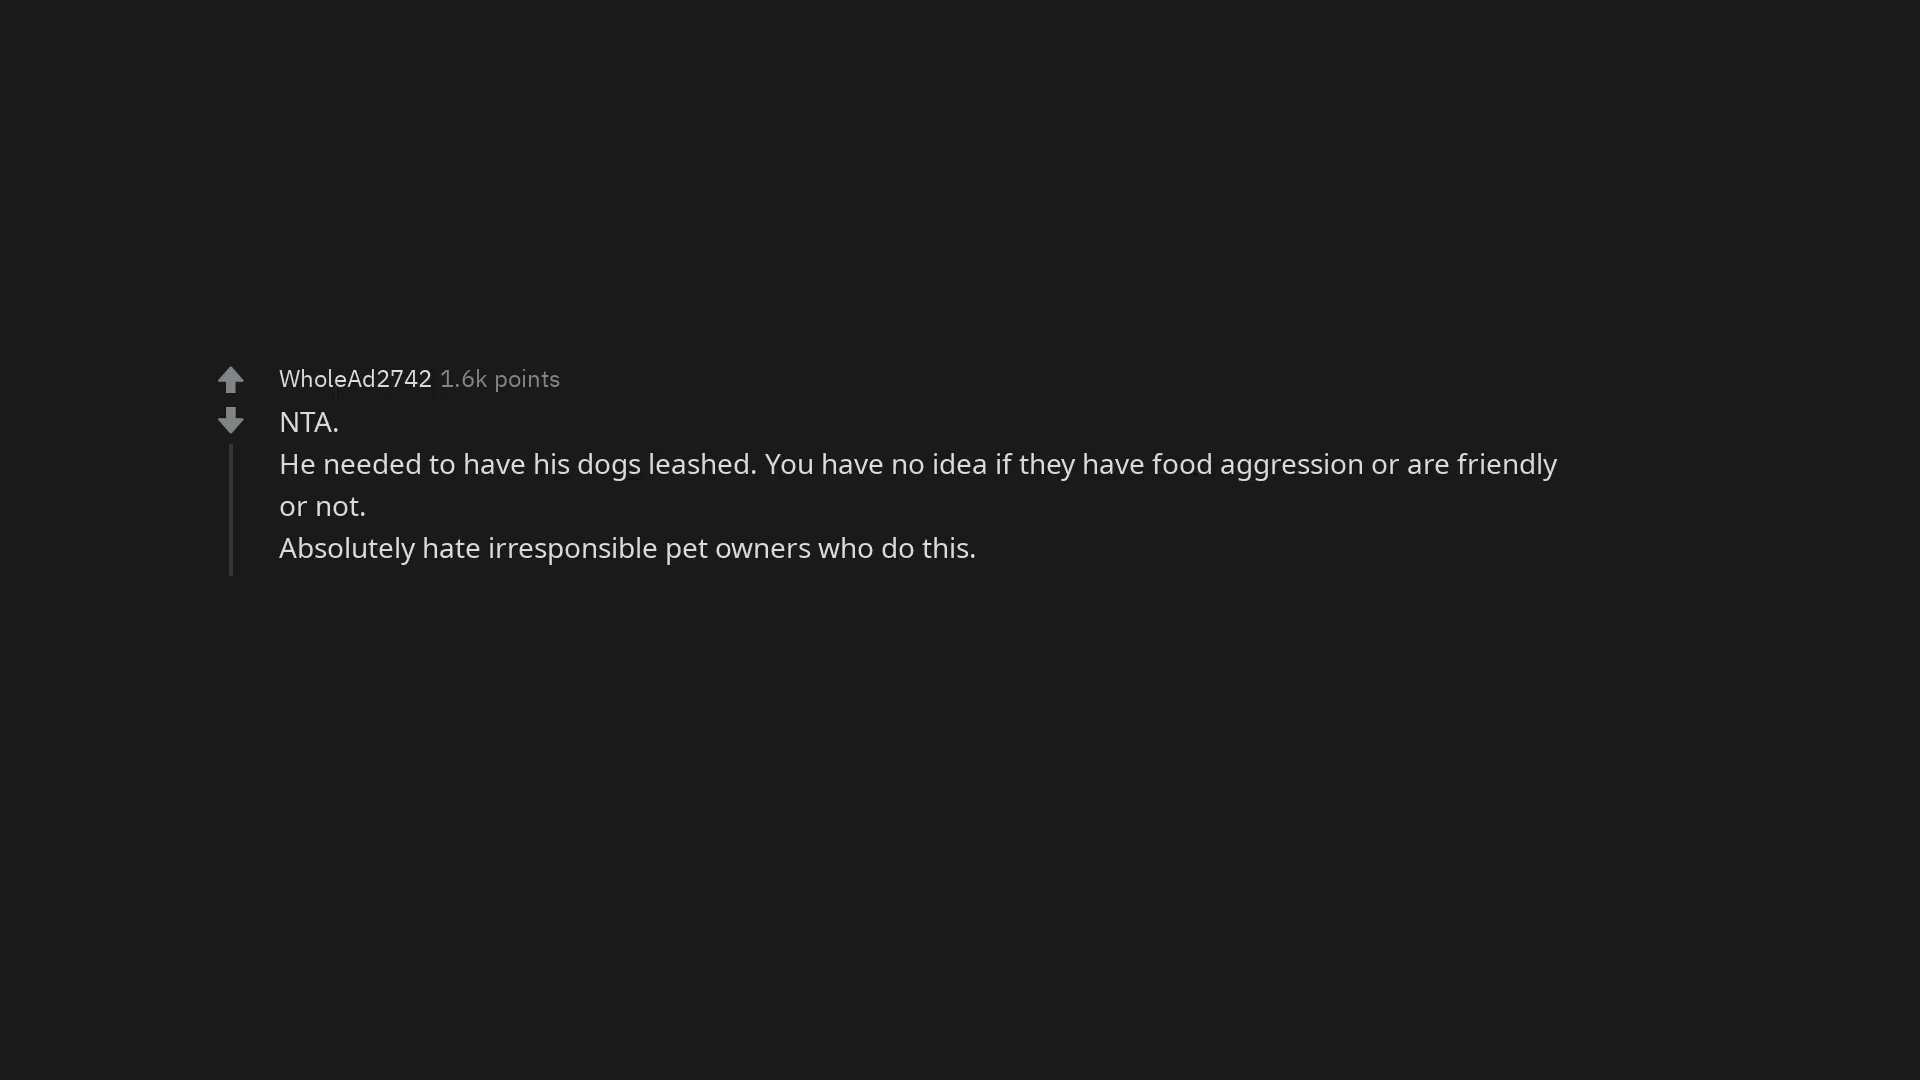 WholeAd2742 1.6k points
NTA.
He needed to have his dogs leashed. You have no idea if they have food aggression or are friendly
or not.
Absolutely hate irresponsible pet owners who do this.